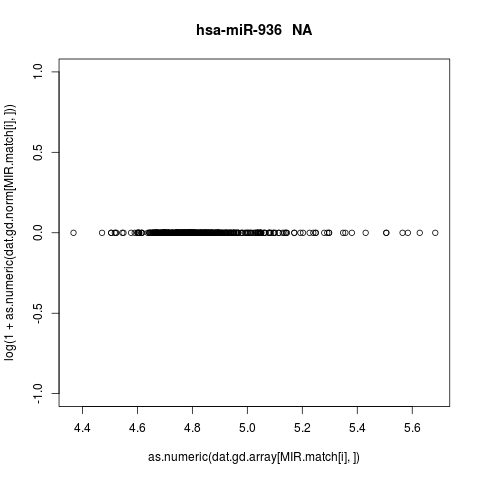 hsa-miR-936 NA
log(1 + as.numeric(dat.gd.norm[MIR.match[i], ]))
1.0
0.5
0.0
-0.5
-1.0
4.4 4.6 4.8 5.0 5.2 5.4 5.6
as.numeric(dat.gd.array[MIR.match[i], ])